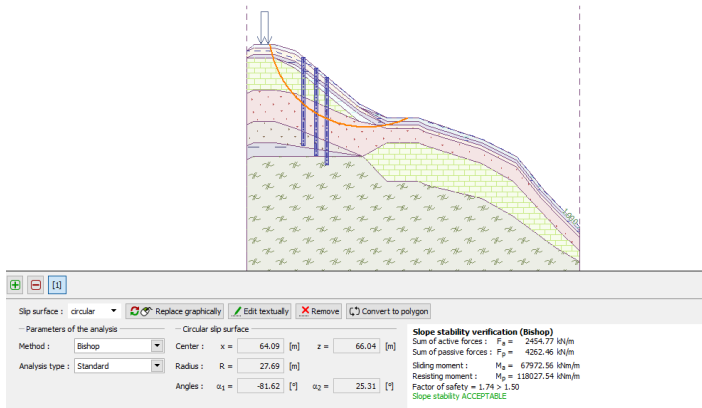 [1]
Slip surface : circular Replace graphically Edit textually Remove Convert to polygon
Parameters of the analysis
Method : Bishop
Analysis type : Standard
Circular slip surface
Center : x = 64.09 [m] z = 66.04 [m]
Radius : R = 27.69 [m]
Angles : α1 = -81.62 [°] α2 = 25.31 [°]
Slope stability verification (Bishop)
Sum of active forces : Fa = 2454.77 kN/m
Sum of passive forces : Fp = 4262.46 kN/m
Sliding moment : Ma = 67972.56 kNm/m
Resisting moment : Mp = 118027.54 kNm/m
Factor of safety = 1.74 > 1.50
Slope stability ACCEPTABLE